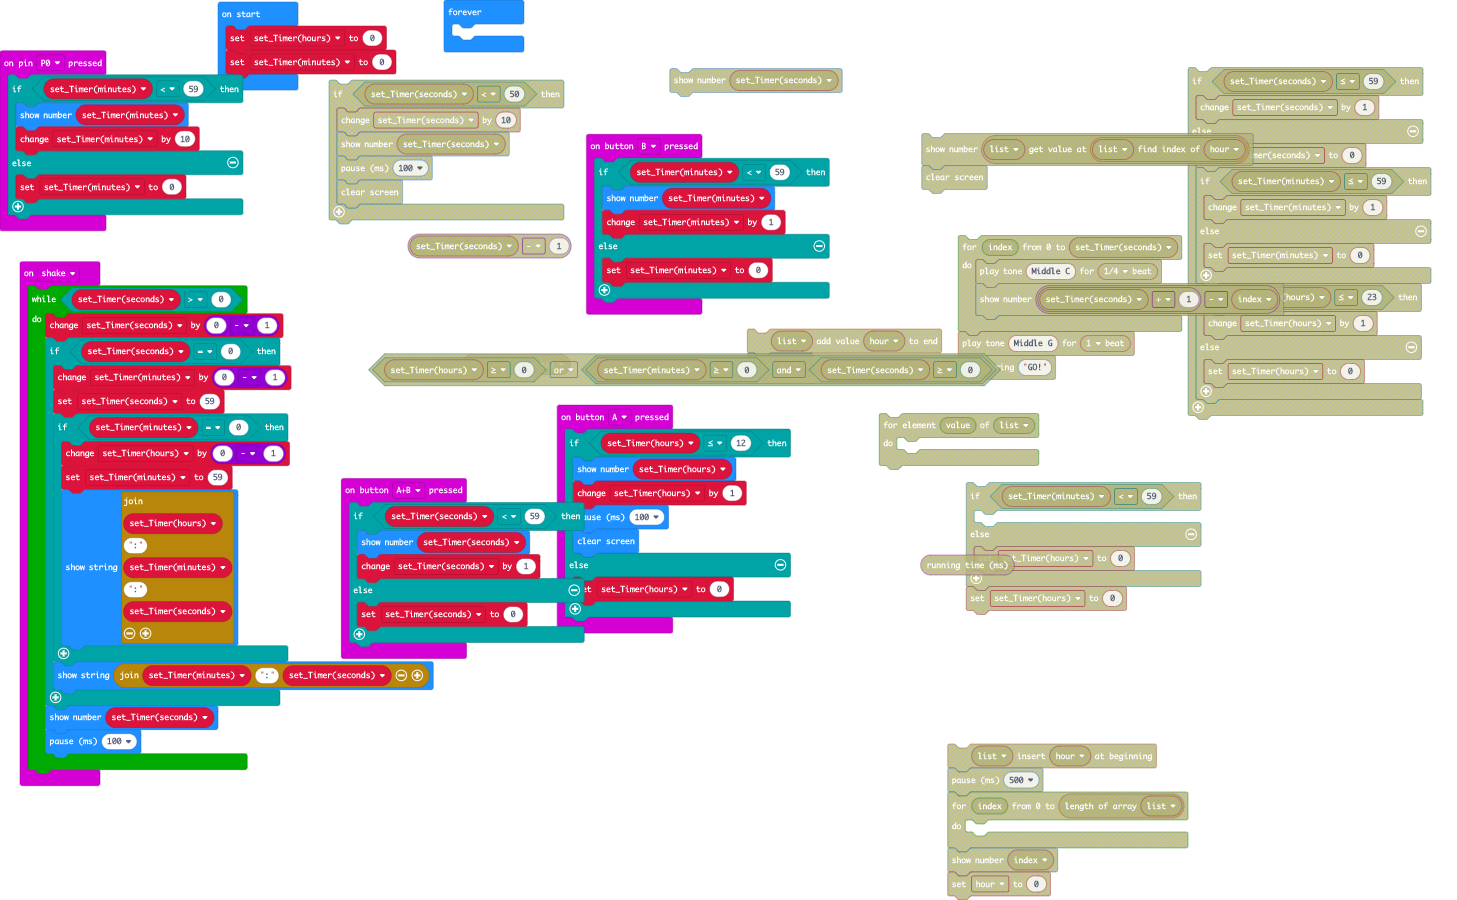 on start
set set_Timer(hours) to 0
set set_Timer(minutes) to 0
forever
on pin P0 pressed
if set_Timer(minutes) < 59 then
show number set_Timer(minutes)
change set_Timer(minutes) by 10
else
set set_Timer(minutes) to 0
if set_Timer(seconds) < 50 then
change set_Timer(seconds) by 10
show number set_Timer(seconds)
pause (ms) 100
clear screen
set_Timer(seconds) - 1
show number set_Timer(seconds)
on button B pressed
if set_Timer(minutes) < 59 then
show number set_Timer(minutes)
change set_Timer(minutes) by 1
else
set set_Timer(minutes) to 0
show number list get value at list find index of hour
clear screen
if set_Timer(seconds) ≤ 59 then
change set_Timer(seconds) by 1
else
mer(seconds) to 0
if set_Timer(minutes) ≤ 59 then
change set_Timer(minutes) by 1
else
set set_Timer(minutes) to 0
hours) ≤ 23 then
change set_Timer(hours) by 1
else
set set_Timer(hours) to 0
for index from 0 to set_Timer(seconds)
do play tone Middle C for 1/4 beat
show number set_Timer(seconds) + 1 - index
play tone Middle G for 1 beat
ing "GO!"
list add value hour to end
set_Timer(hours) ≥ 0 or set_Timer(minutes) ≥ 0 and set_Timer(seconds) ≥ 0
on shake
while set_Timer(seconds) > 0
do change set_Timer(seconds) by 0 - 1
if set_Timer(seconds) = 0 then
change set_Timer(minutes) by 0 - 1
set set_Timer(seconds) to 59
if set_Timer(minutes) = 0 then
change set_Timer(hours) by 0 - 1
set set_Timer(minutes) to 59
show string join set_Timer(hours) ":" set_Timer(minutes) ":" set_Timer(seconds)
show string join set_Timer(minutes) ":" set_Timer(seconds)
show number set_Timer(seconds)
pause (ms) 100
on button A+B pressed
if set_Timer(seconds) < 59 then
show number set_Timer(seconds)
change set_Timer(seconds) by 1
else
set set_Timer(seconds) to 0
on button A pressed
if set_Timer(hours) ≤ 12 then
show number set_Timer(hours)
change set_Timer(hours) by 1
use (ms) 100
clear screen
else
et set_Timer(hours) to 0
for element value of list
do
if set_Timer(minutes) < 59 then
else
t_Timer(hours) to 0
running time (ms)
set set_Timer(hours) to 0
list insert hour at beginning
pause (ms) 500
for index from 0 to length of array list
do
show number index
set hour to 0